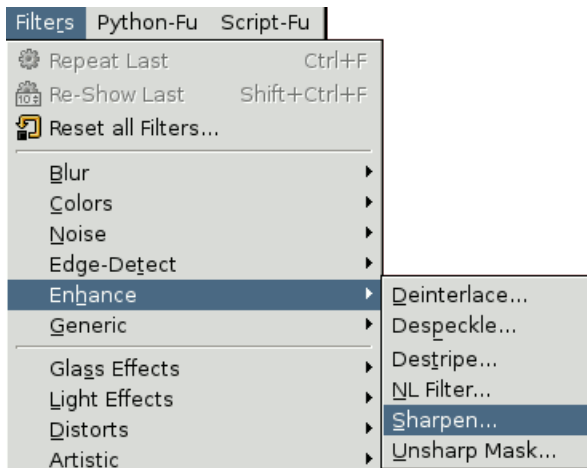 Filters Python-Fu Script-Fu
Repeat Last Ctrl+F
Re-Show Last Shift+Ctrl+F
Reset all Filters...
Blur
Colors
Noise
Edge-Detect
Enhance
Generic
Glass Effects
Light Effects
Distorts
Artistic
Deinterlace...
Despeckle...
Destripe...
NL Filter...
Sharpen...
Unsharp Mask...